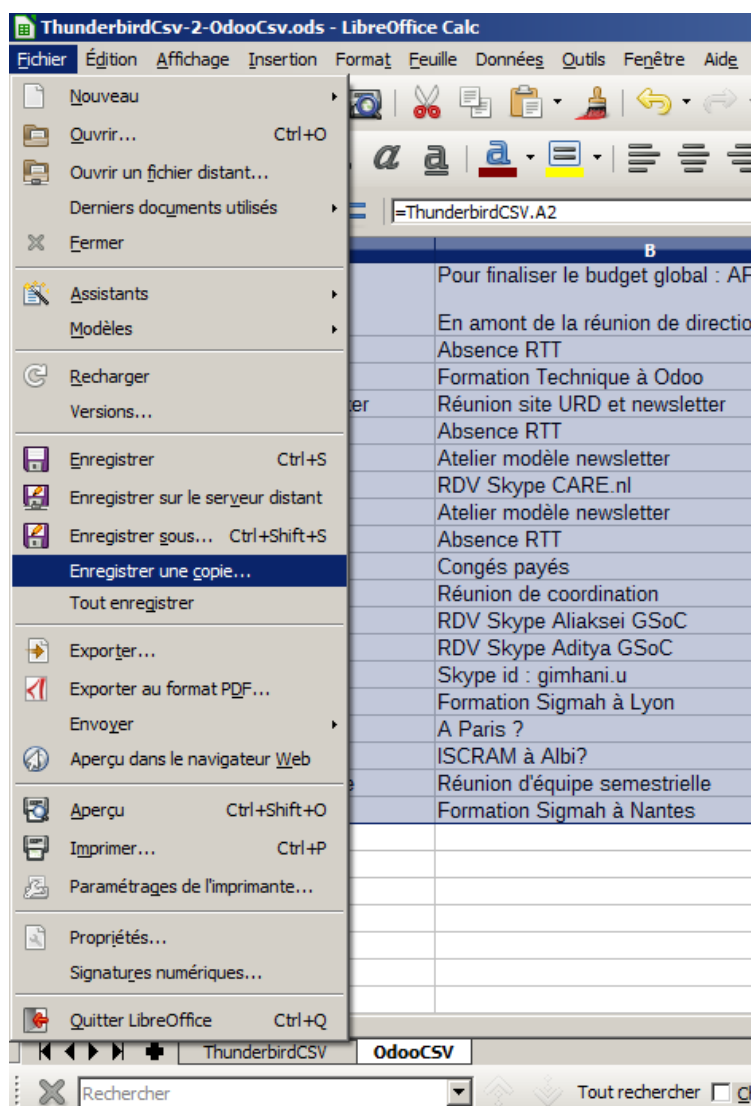 ThunderbirdCsv-2-OdooCsv.ods - LibreOffice Calc
Fichier Édition Affichage Insertion Format Feuille Données Outils Fenêtre Aide
Nouveau
Ouvrir... Ctrl+O
Ouvrir un fichier distant...
Derniers documents utilisés
=ThunderbirdCSV.A2
Fermer
B
Pour finaliser le budget global : AF
Assistants
En amont de la réunion de directio
Modèles
Absence RTT
Recharger
Formation Technique à Odoo
Versions...
ter Réunion site URD et newsletter
Absence RTT
Enregistrer Ctrl+S
Atelier modèle newsletter
Enregistrer sur le serveur distant
RDV Skype CARE.nl
Atelier modèle newsletter
Enregistrer sous... Ctrl+Shift+S
Absence RTT
Enregistrer une copie...
Congés payés
Tout enregistrer
Réunion de coordination
RDV Skype Aliaksei GSoC
Exporter...
RDV Skype Aditya GSoC
Skype id : gimhani.u
Exporter au format PDF...
Formation Sigmah à Lyon
Envoyer
A Paris ?
Aperçu dans le navigateur Web
ISCRAM à Albi?
e Réunion d'équipe semestrielle
Aperçu Ctrl+Shift+O
Formation Sigmah à Nantes
Imprimer... Ctrl+P
Paramétrages de l'imprimante...
Propriétés...
Signatures numériques...
Quitter LibreOffice Ctrl+Q
ThunderbirdCSV OdooCSV
Rechercher Tout rechercher